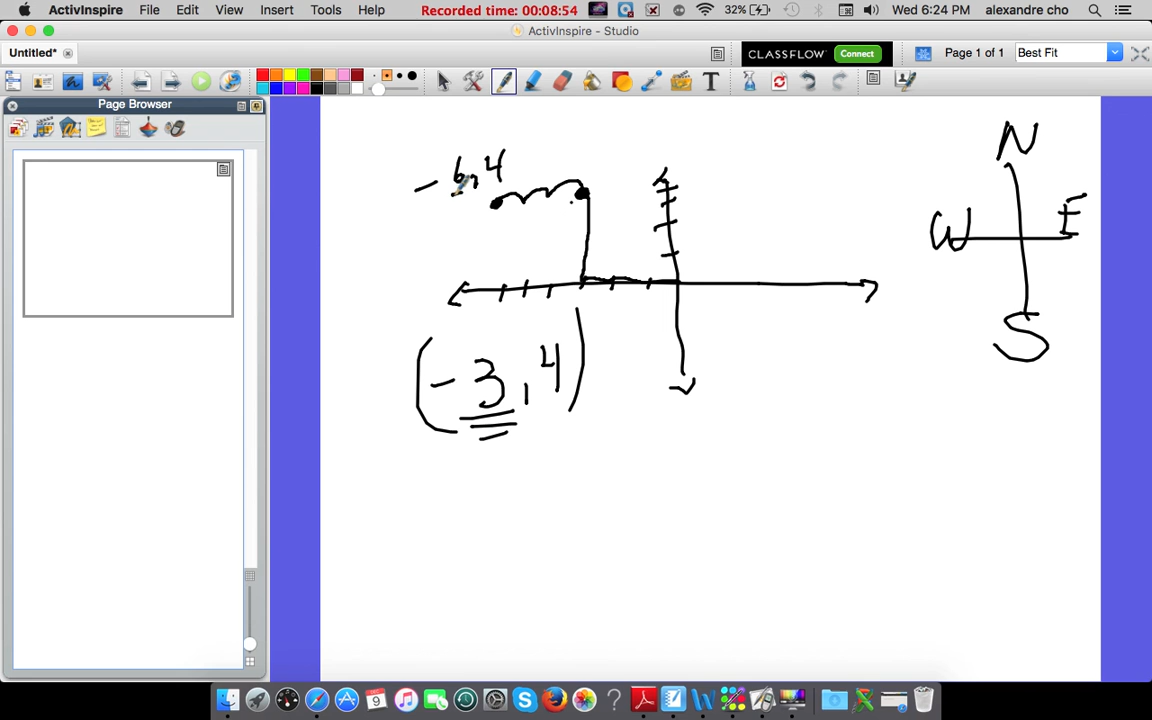 ActivInspire File Edit View Insert Tools Help Recorded time: 00:08:54 32% Wed 6:24 PM alexandre cho
ActivInspire - Studio
Untitled* CLASSFLOW Connect Page 1 of 1 Best Fit
T
Page Browser
N
-6,4
W E
S
(-3,4)
9